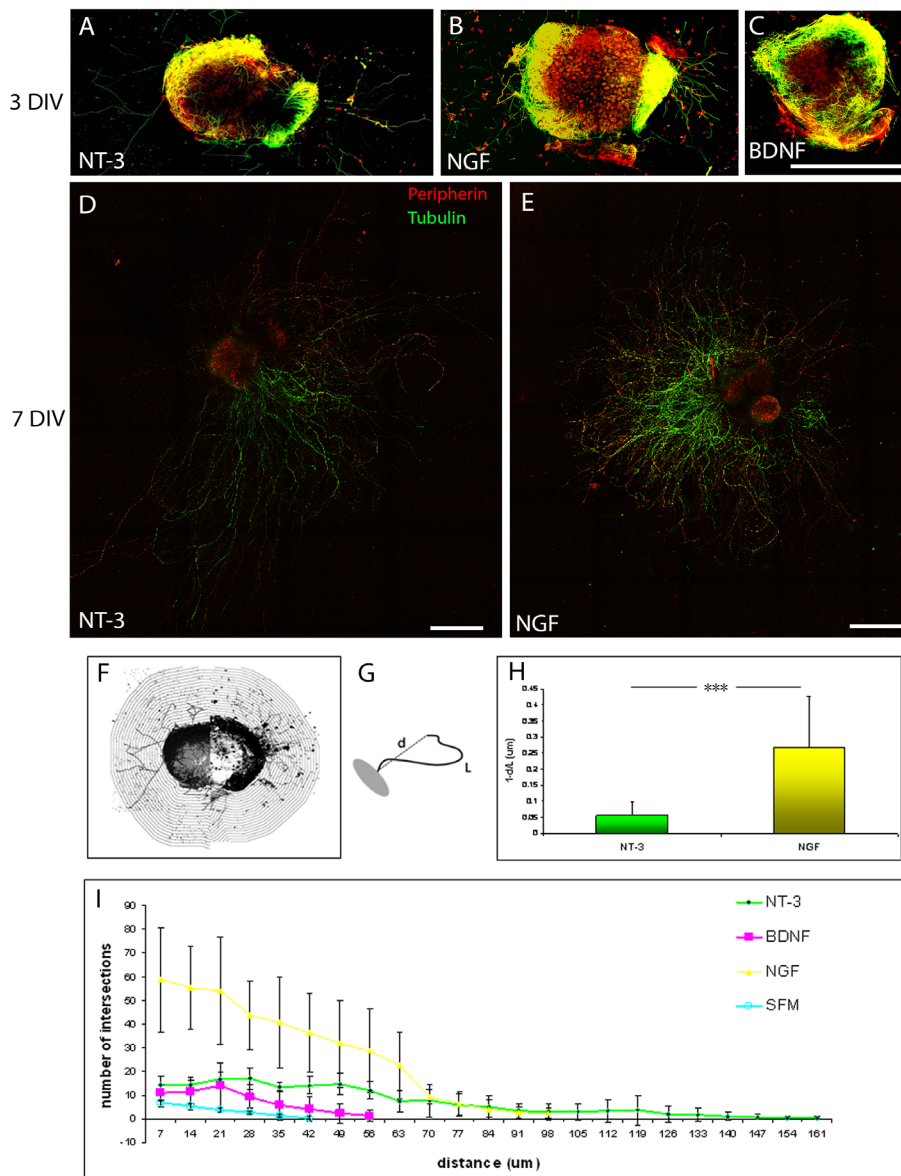 A
B
C
3 DIV
NT-3
NGF
BDNF
D
Peripherin
Tubulin
E
7 DIV
NT-3
NGF
F
G
d
L
H
***
0.45
0.4
0.35
0.3
0.25
0.2
0.15
0.1
0.05
0
1-d/L (um)
NT-3
NGF
I
90
80
70
60
50
40
30
20
10
0
-10
number of intersections
NT-3
BDNF
NGF
SFM
7 14 21 28 35 42 49 56 63 70 77 84 91 98 105 112 119 126 133 140 147 154 161
distance (um)